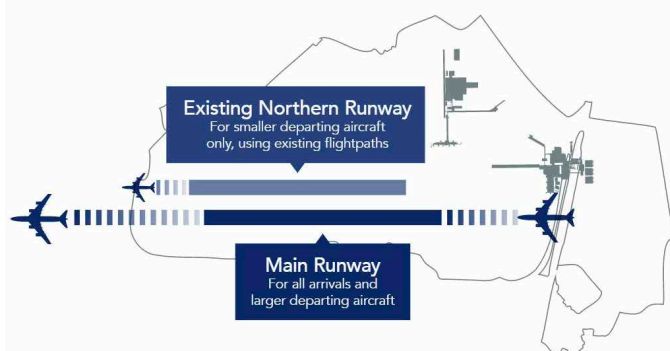 Existing Northern Runway
For smaller departing aircraft
only, using existing flightpaths
Main Runway
For all arrivals and
larger departing aircraft